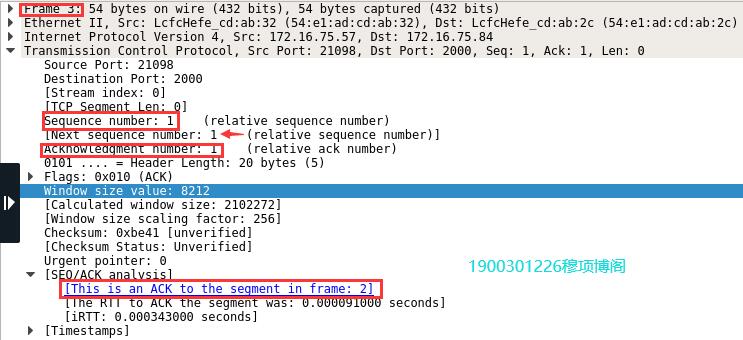 Frame 3: 54 bytes on wire (432 bits), 54 bytes captured (432 bits)
Ethernet II, Src: LcfcHefe_cd:ab:32 (54:e1:ad:cd:ab:32), Dst: LcfcHefe_cd:ab:2c (54:e1:ad:cd:ab:2c)
Internet Protocol Version 4, Src: 172.16.75.57, Dst: 172.16.75.84
Transmission Control Protocol, Src Port: 21098, Dst Port: 2000, Seq: 1, Ack: 1, Len: 0
Source Port: 21098
Destination Port: 2000
[Stream index: 0]
[TCP Segment Len: 0]
Sequence number: 1 (relative sequence number)
[Next sequence number: 1 (relative sequence number)]
Acknowledgment number: 1 (relative ack number)
0101 .... = Header Length: 20 bytes (5)
Flags: 0x010 (ACK)
Window size value: 8212
[Calculated window size: 2102272]
[Window size scaling factor: 256]
Checksum: 0xbe41 [unverified]
[Checksum Status: Unverified]
Urgent pointer: 0
[SEQ/ACK analysis]
1900301226穆项博阁
[This is an ACK to the segment in frame: 2]
[The RTT to ACK the segment was: 0.000091000 seconds]
[iRTT: 0.000343000 seconds]
[Timestamps]